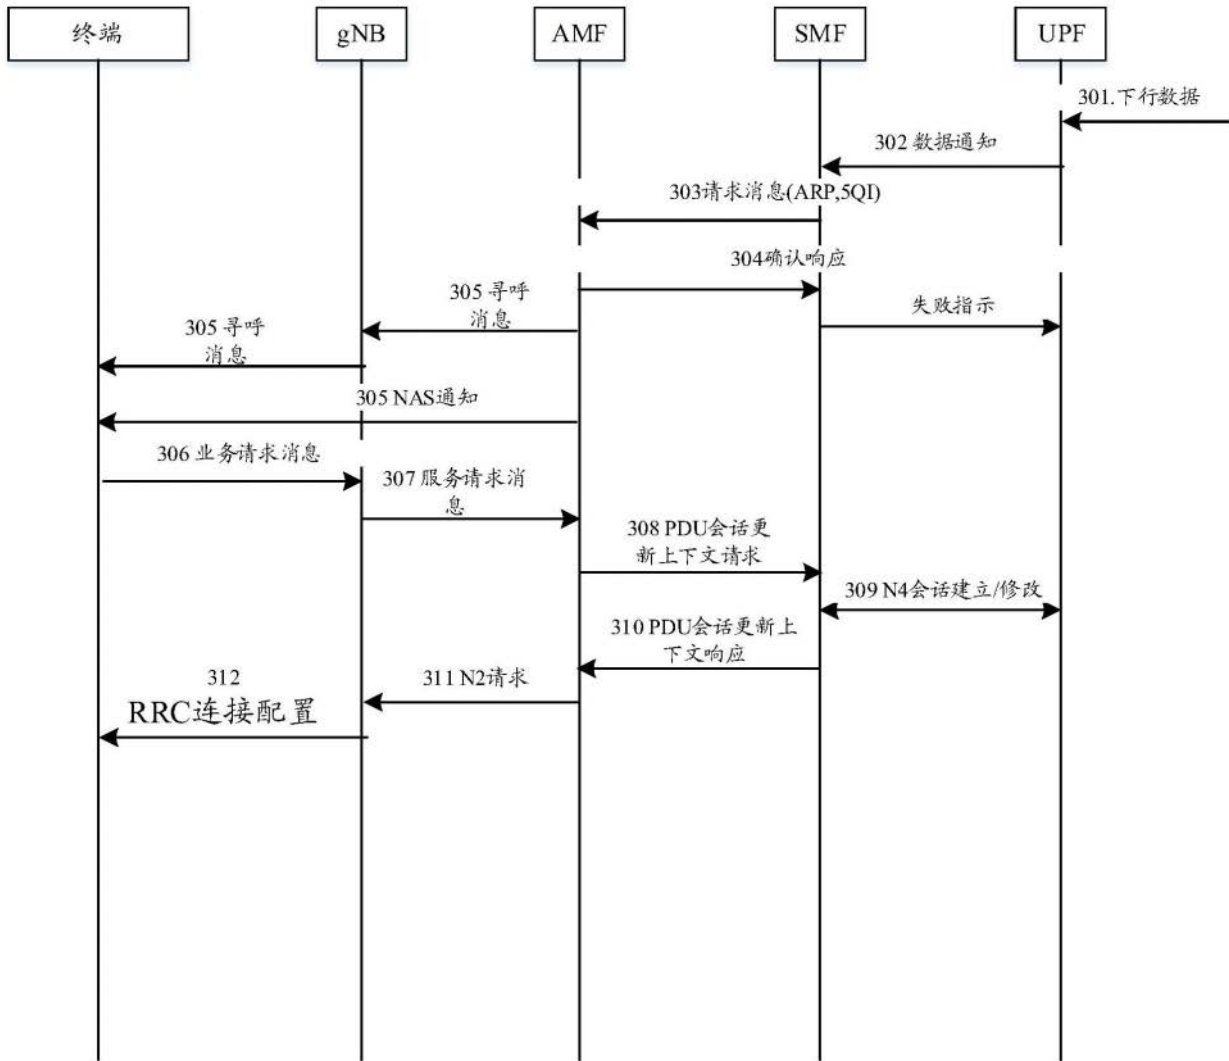 终端
gNB
AMF
SMF
UPF
301.下行数据
302 数据通知
303请求消息(ARP,5QI)
304确认响应
305 寻呼
消息
失败指示
305 寻呼
消息
305 NAS通知
306 业务请求消息
307 服务请求消
息
308 PDU会话更
新上下文请求
309 N4会话建立/修改
310 PDU会话更新上
下文响应
311 N2请求
312
RRC连接配置